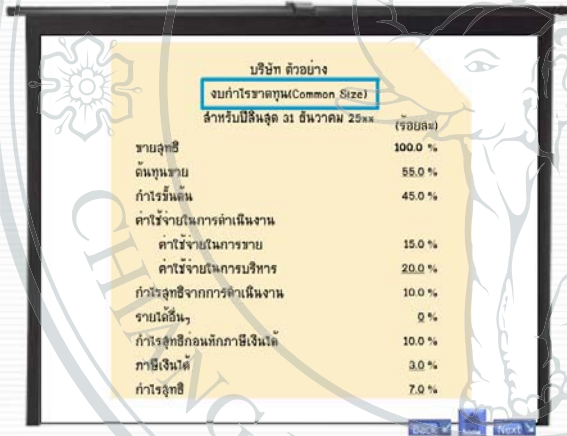 บริษัท ตัวอย่าง
งบกำไรขาดทุน(Common Size)
สำหรับปีสิ้นสุด 31 ธันวาคม 25xx
(ร้อยละ)
ขายสุทธิ 100.0 %
ต้นทุนขาย 55.0 %
กำไรขั้นต้น 45.0 %
ค่าใช้จ่ายในการดำเนินงาน
ค่าใช้จ่ายในการขาย 15.0 %
ค่าใช้จ่ายในการบริหาร 20.0 %
กำไรสุทธิจากการดำเนินงาน 10.0 %
รายได้อื่นๆ 0 %
กำไรสุทธิก่อนหักภาษีเงินได้ 10.0 %
ภาษีเงินได้ 3.0 %
กำไรสุทธิ 7.0 %
Back Next
CHIANG